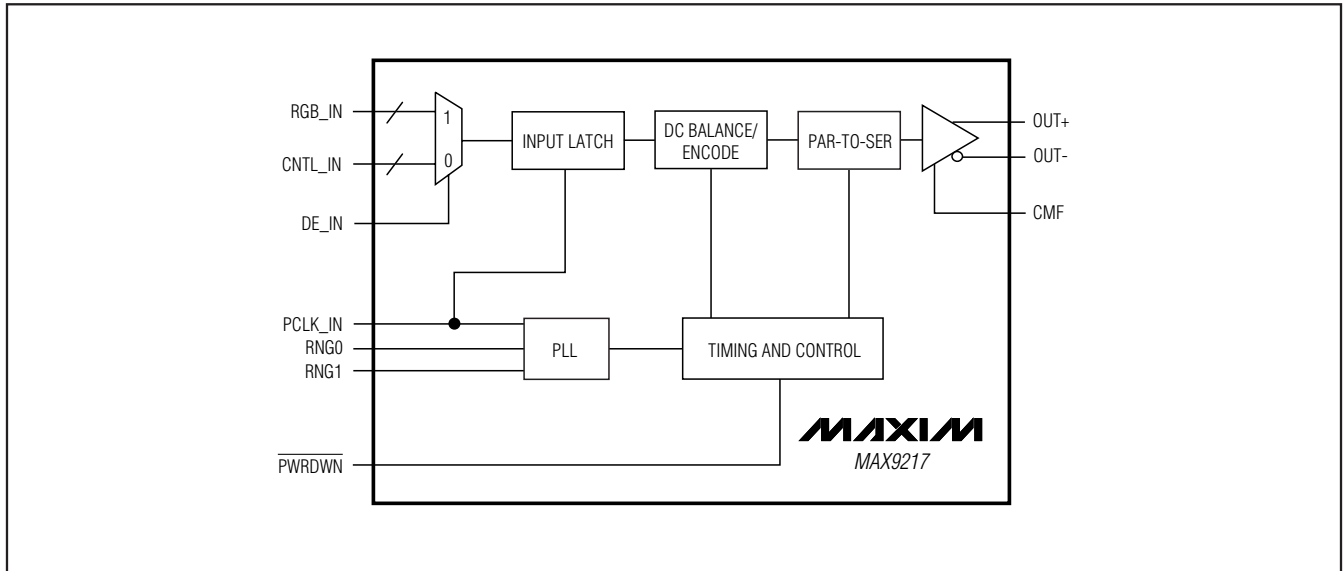 RGB_IN
CNTL_IN
DE_IN
1
0
INPUT LATCH
DC BALANCE/
ENCODE
PAR-TO-SER
OUT+
OUT-
CMF
PCLK_IN
RNG0
RNG1
PLL
TIMING AND CONTROL
PWRDWN
MAXIM
MAX9217